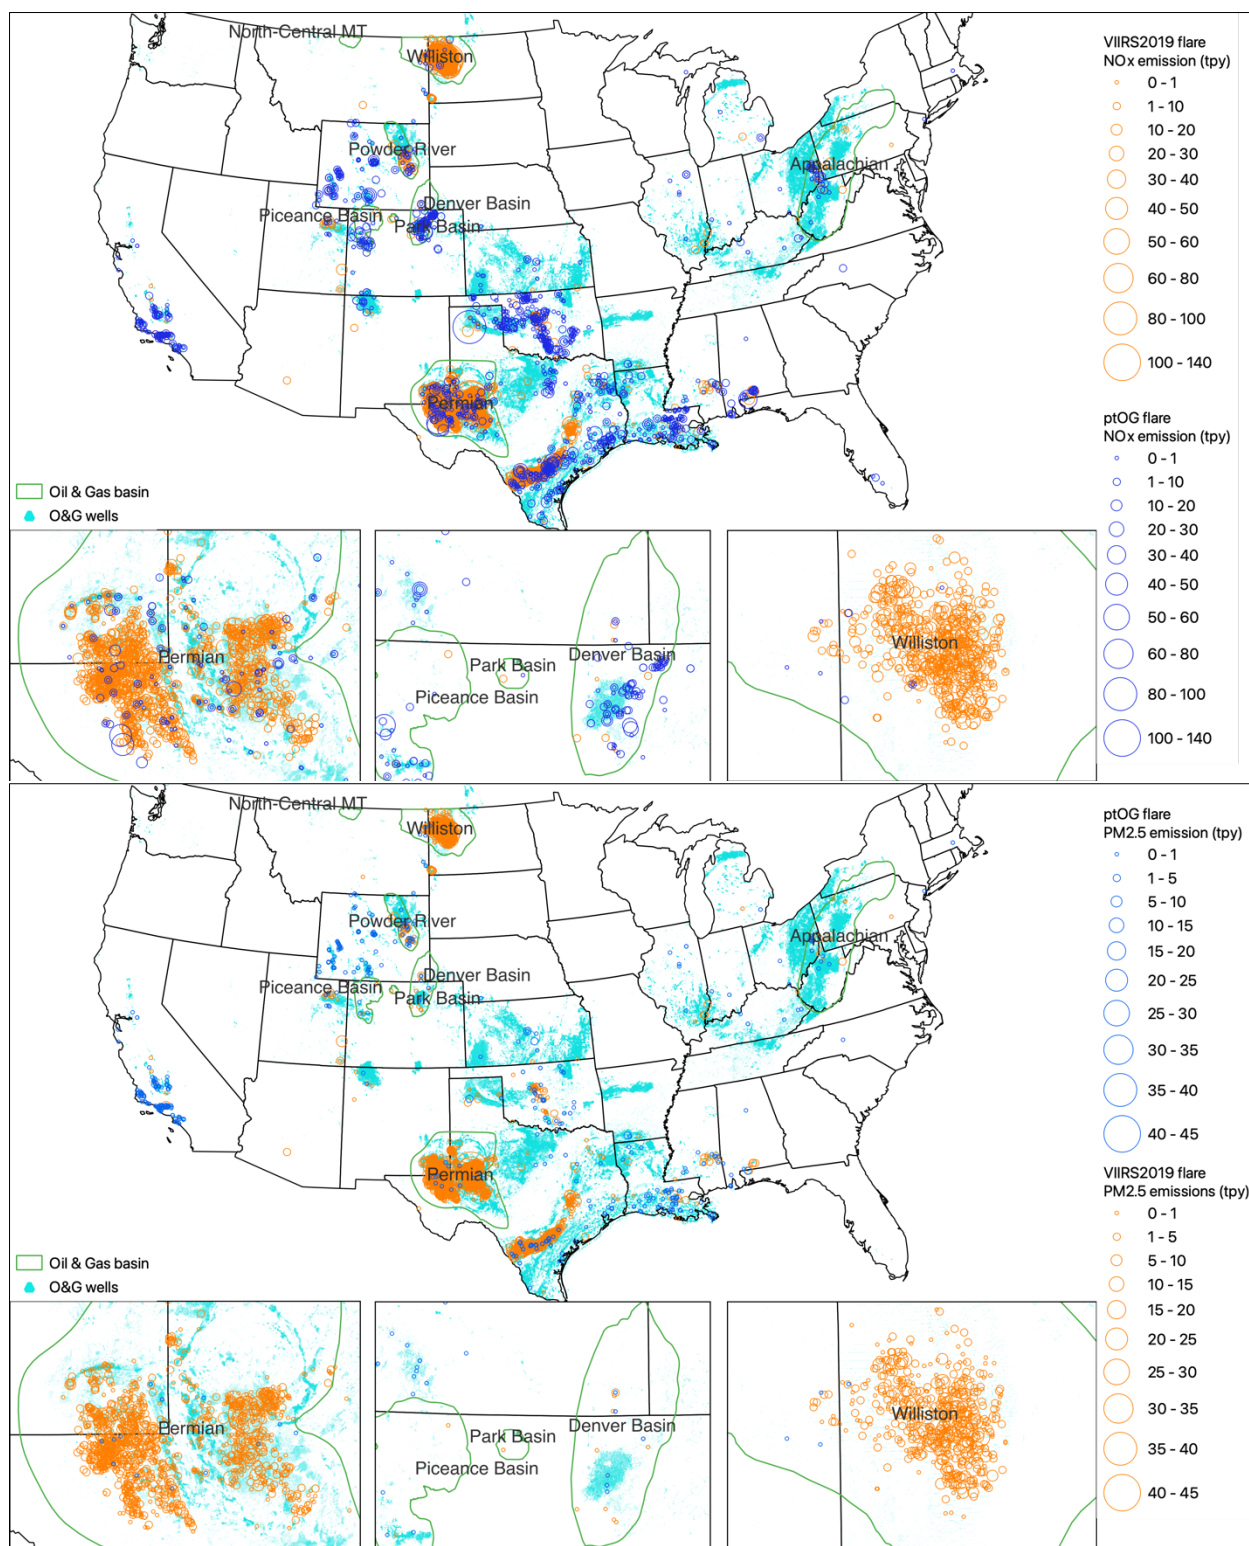 North-Central MT
Williston
Powder River
Piceance Basin
Denver Basin
Park Basin
Appalachian
Permian
Oil & Gas basin
O&G wells
VIIRS2019 flare
NOx emission (tpy)
0 - 1
1 - 10
10 - 20
20 - 30
30 - 40
40 - 50
50 - 60
60 - 80
80 - 100
100 - 140
ptOG flare
NOx emission (tpy)
0 - 1
1 - 10
10 - 20
20 - 30
30 - 40
40 - 50
50 - 60
60 - 80
80 - 100
100 - 140
Permian
Park Basin
Denver Basin
Piceance Basin
Williston
North-Central MT
Williston
Powder River
Piceance Basin
Denver Basin
Park Basin
Appalachian
Permian
Oil & Gas basin
O&G wells
ptOG flare
PM2.5 emission (tpy)
0 - 1
1 - 5
5 - 10
10 - 15
15 - 20
20 - 25
25 - 30
30 - 35
35 - 40
40 - 45
VIIRS2019 flare
PM2.5 emissions (tpy)
0 - 1
1 - 5
5 - 10
10 - 15
15 - 20
20 - 25
25 - 30
30 - 35
35 - 40
40 - 45
Permian
Park Basin
Denver Basin
Piceance Basin
Williston